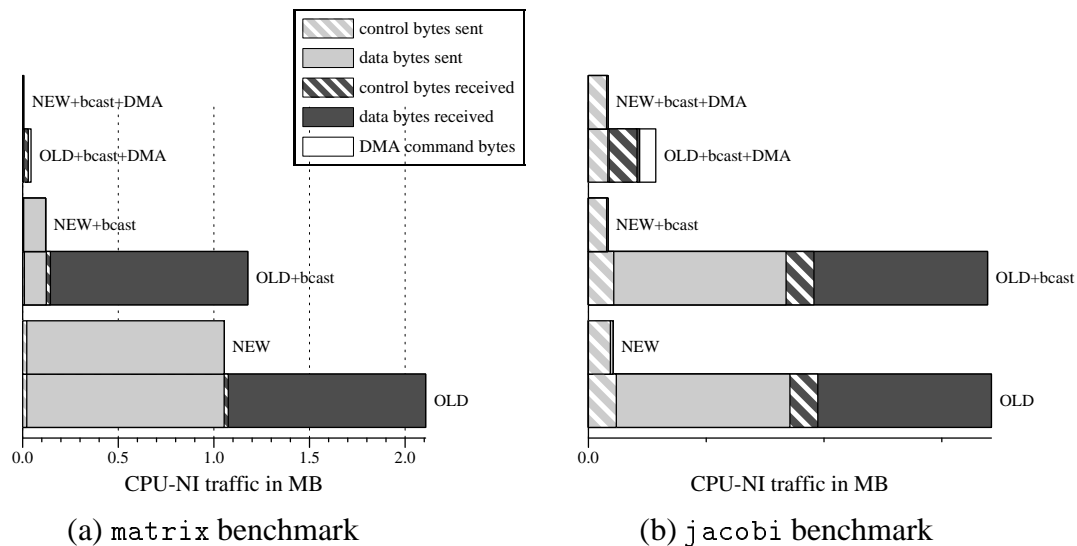 control bytes sent
data bytes sent
control bytes received
data bytes received
DMA command bytes
NEW+bcast+DMA
OLD+bcast+DMA
NEW+bcast
OLD+bcast
NEW
OLD
0.0 0.5 1.0 1.5 2.0
CPU-NI traffic in MB
(a) matrix benchmark
NEW+bcast+DMA
OLD+bcast+DMA
NEW+bcast
OLD+bcast
NEW
OLD
0.0
CPU-NI traffic in MB
(b) jacobi benchmark